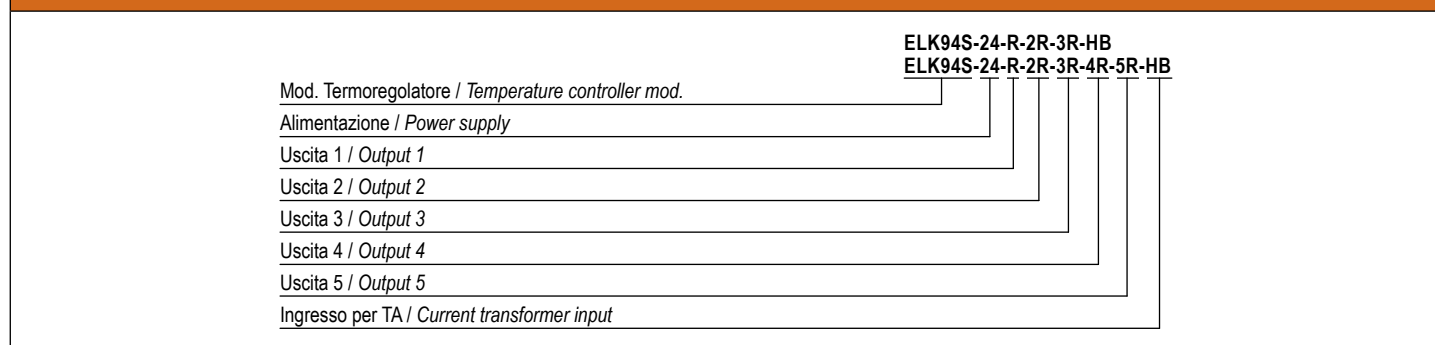 ELK94S-24-R-2R-3R-HB
ELK94S-24-R-2R-3R-4R-5R-HB
Mod. Termoregolatore / Temperature controller mod.
Alimentazione / Power supply
Uscita 1 / Output 1
Uscita 2 / Output 2
Uscita 3 / Output 3
Uscita 4 / Output 4
Uscita 5 / Output 5
Ingresso per TA / Current transformer input